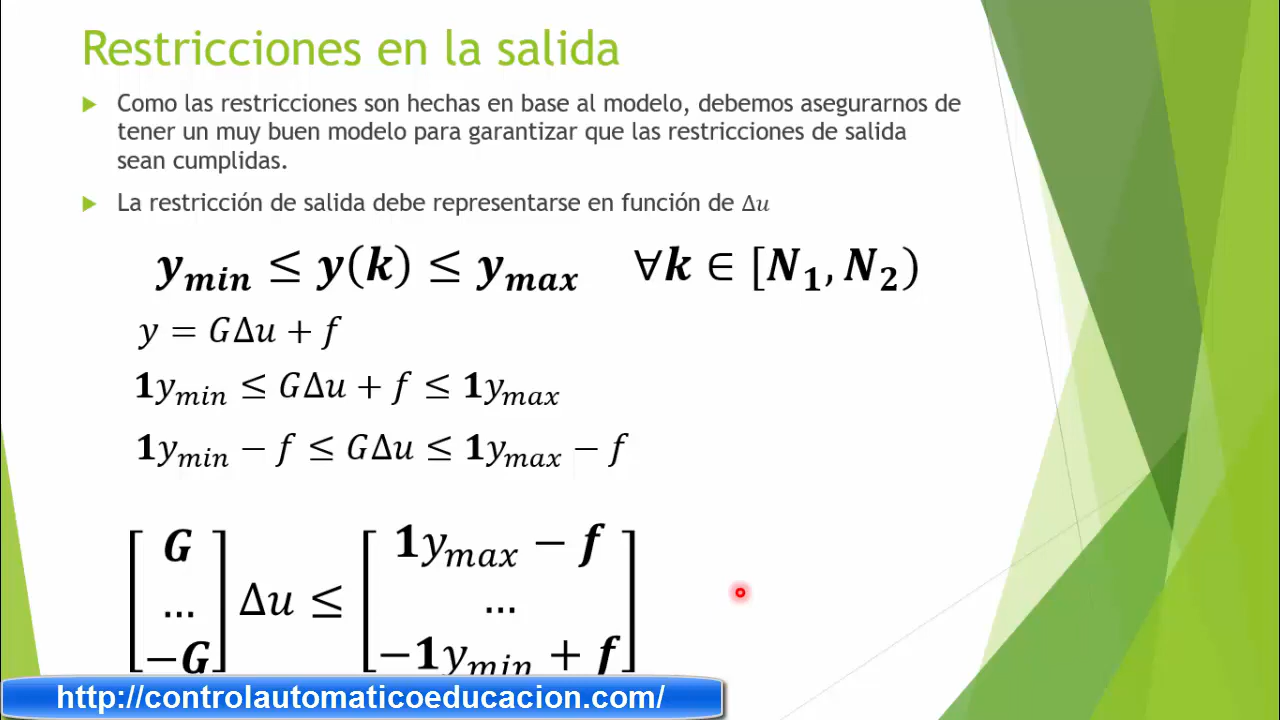 Restricciones en la salida
Como las restricciones son hechas en base al modelo, debemos asegurarnos de
tener un muy buen modelo para garantizar que las restricciones de salida
sean cumplidas.
La restricción de salida debe representarse en función de Δu
y_min ≤ y(k) ≤ y_max ∀k ∈ [N_1, N_2)
y = GΔu + f
1y_min ≤ GΔu + f ≤ 1y_max
1y_min − f ≤ GΔu ≤ 1y_max − f
[G ... −G] Δu ≤ [1y_max − f ... −1y_min + f]
http://controlautomaticoeducacion.com/